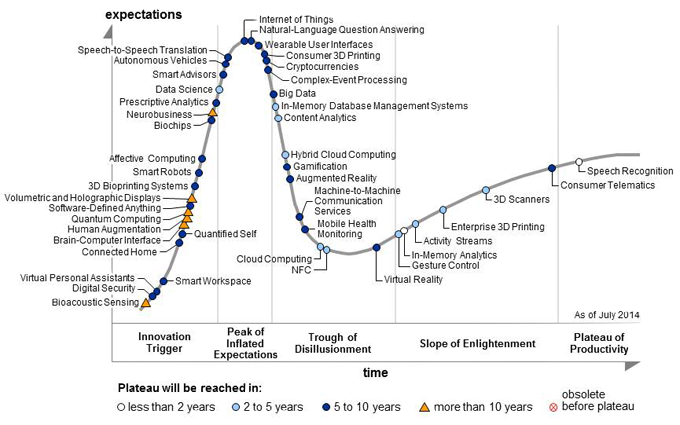 expectations
Internet of Things
Natural-Language Question Answering
Wearable User Interfaces
Consumer 3D Printing
Cryptocurrencies
Complex-Event Processing
Speech-to-Speech Translation
Autonomous Vehicles
Smart Advisors
Data Science
Prescriptive Analytics
Neurobusiness
Biochips
Big Data
In-Memory Database Management Systems
Content Analytics
Hybrid Cloud Computing
Gamification
Augmented Reality
Machine-to-Machine
Communication
Services
Mobile Health
Monitoring
Affective Computing
Smart Robots
3D Bioprinting Systems
Volumetric and Holographic Displays
Software-Defined Anything
Quantum Computing
Human Augmentation
Brain-Computer Interface
Connected Home
Quantified Self
Virtual Personal Assistants
Digital Security
Bioacoustic Sensing
Smart Workspace
Cloud Computing
NFC
Virtual Reality
Gesture Control
In-Memory Analytics
Activity Streams
Enterprise 3D Printing
3D Scanners
Consumer Telematics
Speech Recognition
As of July 2014
Innovation
Trigger
Peak of
Inflated
Expectations
Trough of
Disillusionment
Slope of Enlightenment
Plateau of
Productivity
time
Plateau will be reached in:
less than 2 years
2 to 5 years
5 to 10 years
more than 10 years
obsolete
before plateau